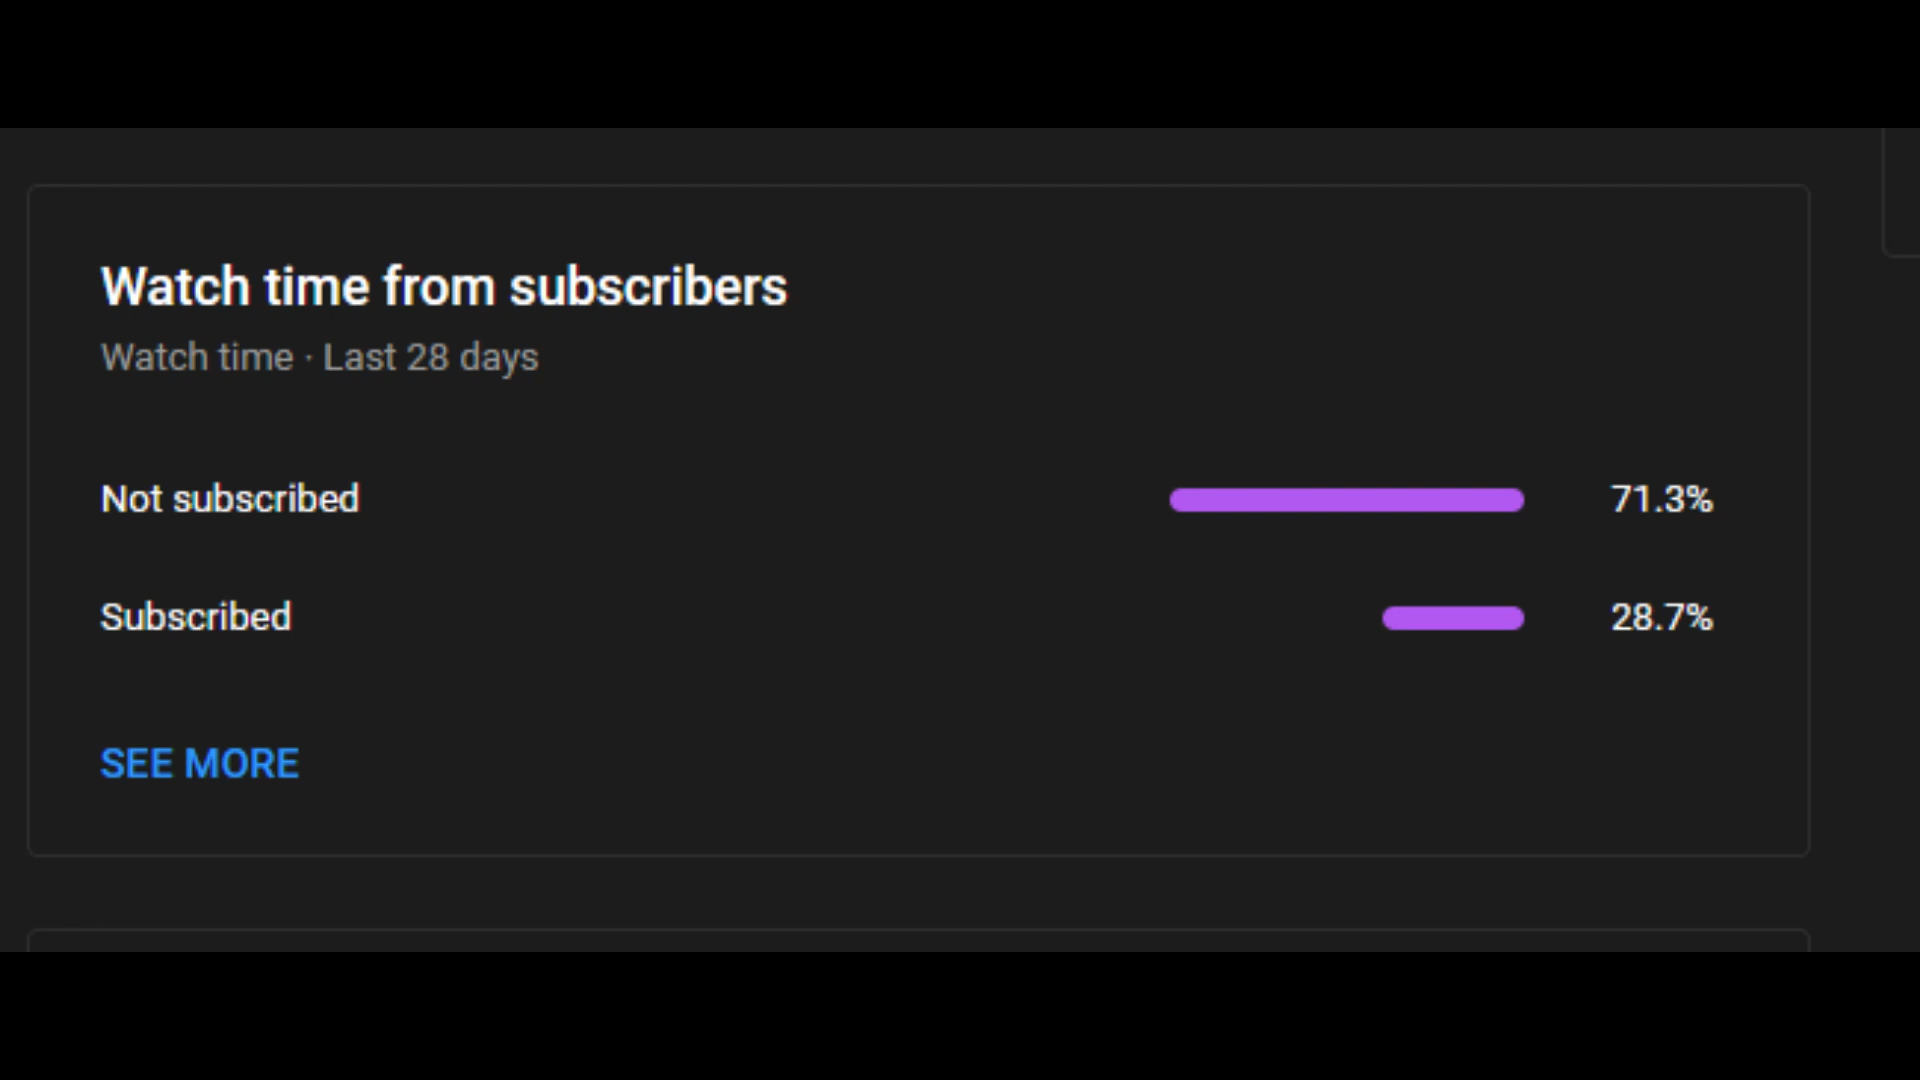 Watch time from subscribers
Watch time · Last 28 days
Not subscribed 71.3%
Subscribed 28.7%
SEE MORE